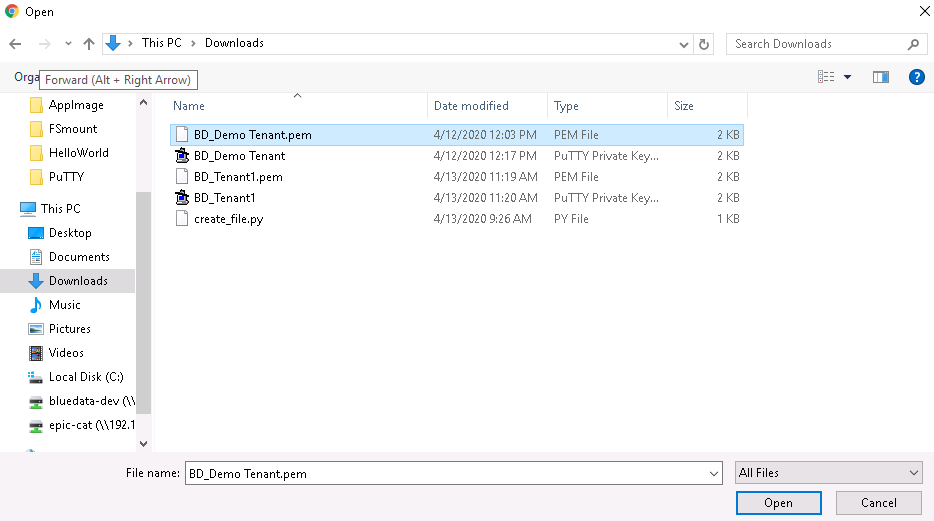 Open
This PC
Downloads
Search Downloads
Orga
Forward (Alt + Right Arrow)
AppImage
FSmount
HelloWorld
PuTTY
This PC
Desktop
Documents
Downloads
Music
Pictures
Videos
Local Disk (C:)
bluedata-dev (\\
epic-cat (\\192.1
Name Date modified Type Size
BD_Demo Tenant.pem 4/12/2020 12:03 PM PEM File 2 KB
BD_Demo Tenant 4/12/2020 12:17 PM PuTTY Private Key... 2 KB
BD_Tenant1.pem 4/13/2020 11:19 AM PEM File 2 KB
BD_Tenant1 4/13/2020 11:20 AM PuTTY Private Key... 2 KB
create_file.py 4/13/2020 9:26 AM PY File 1 KB
File name: BD_Demo Tenant.pem
All Files
Open Cancel